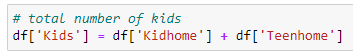 # total number of kids
df['Kids'] = df['Kidhome'] + df['Teenhome']